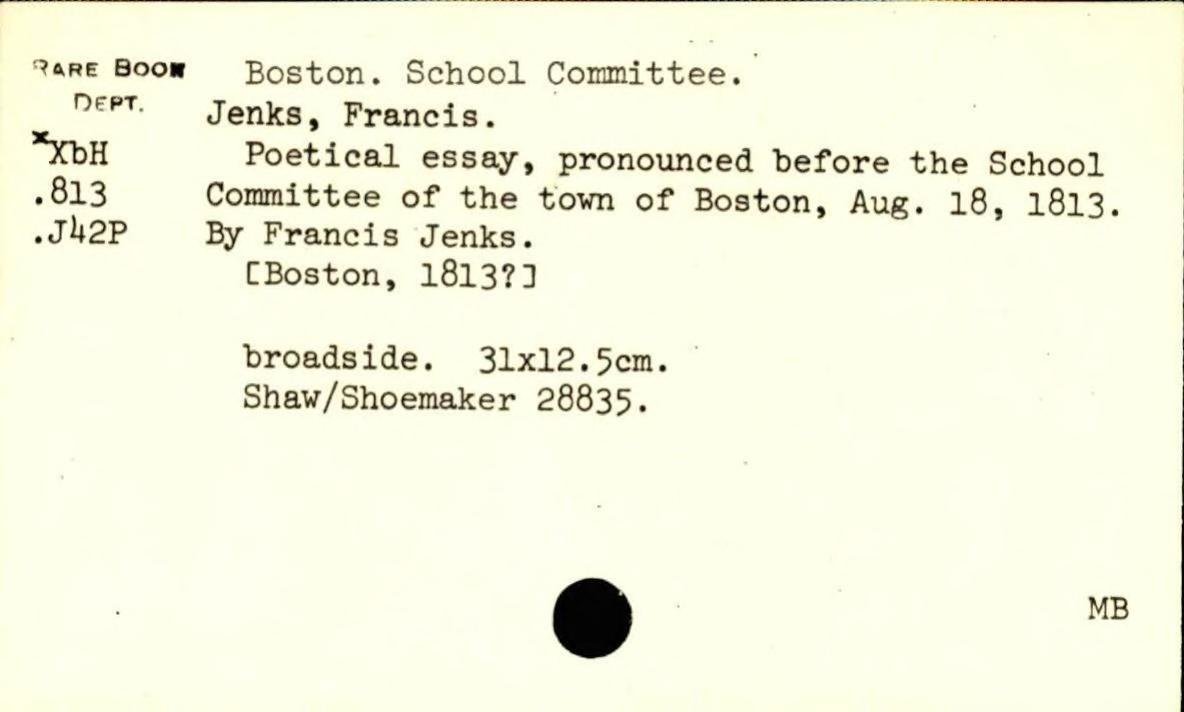 RARE BOOK Boston. School Committee.
DEPT. Jenks, Francis.
xXbH Poetical essay, pronounced before the School
.813 Committee of the town of Boston, Aug. 18, 1813.
.J42P By Francis Jenks.
[Boston, 1813?]
broadside. 31x12.5cm.
Shaw/Shoemaker 28835.
MB